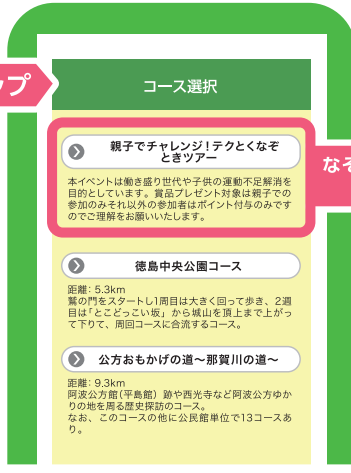 ップ
コース選択
親子でチャレンジ！テクとくなぞ
ときツアー
本イベントは働き盛り世代や子供の運動不足解消を
目的としています。賞品プレゼント対象は親子での
参加のみそれ以外の参加者はポイント付与のみです
のでご理解をお願いいたします。
なぞ
徳島中央公園コース
距離：5.3km
鷲の門をスタートし1周目は大きく回って歩き、2週
目は「とこどっこい坂」から城山を頂上まで上がっ
て下りて、周回コースに合流するコース。
公方おもかげの道～那賀川の道～
距離：9.3km
阿波公方館（平島館）跡や西光寺など阿波公方ゆか
りの地を周る歴史探訪のコース。
なお、このコースの他に公民館単位で13コースあ
り。